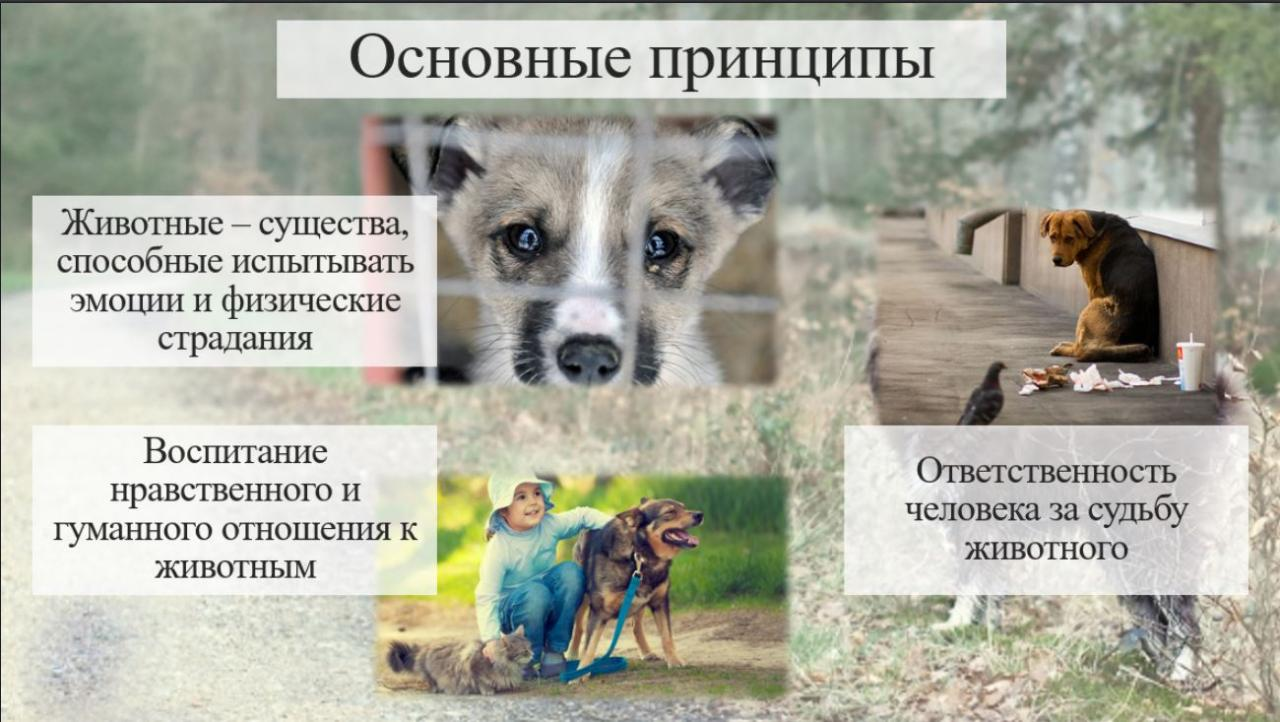 Основные принципы
Животные – существа,
способные испытывать
эмоции и физические
страдания
Воспитание
нравственного и
гуманного отношения к
животным
Ответственность
человека за судьбу
животного